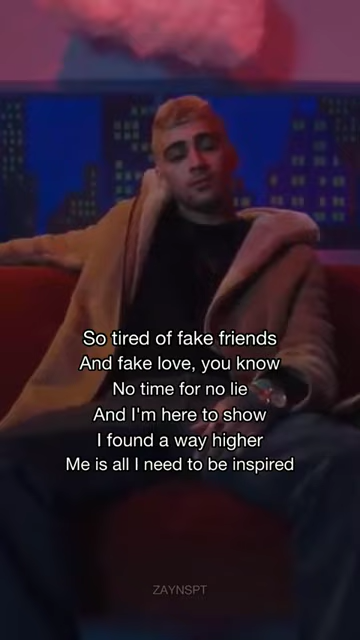 So tired of fake friends
And fake love, you know
No time for no lie
And I'm here to show
I found a way higher
Me is all I need to be inspired
ZAYNSPT